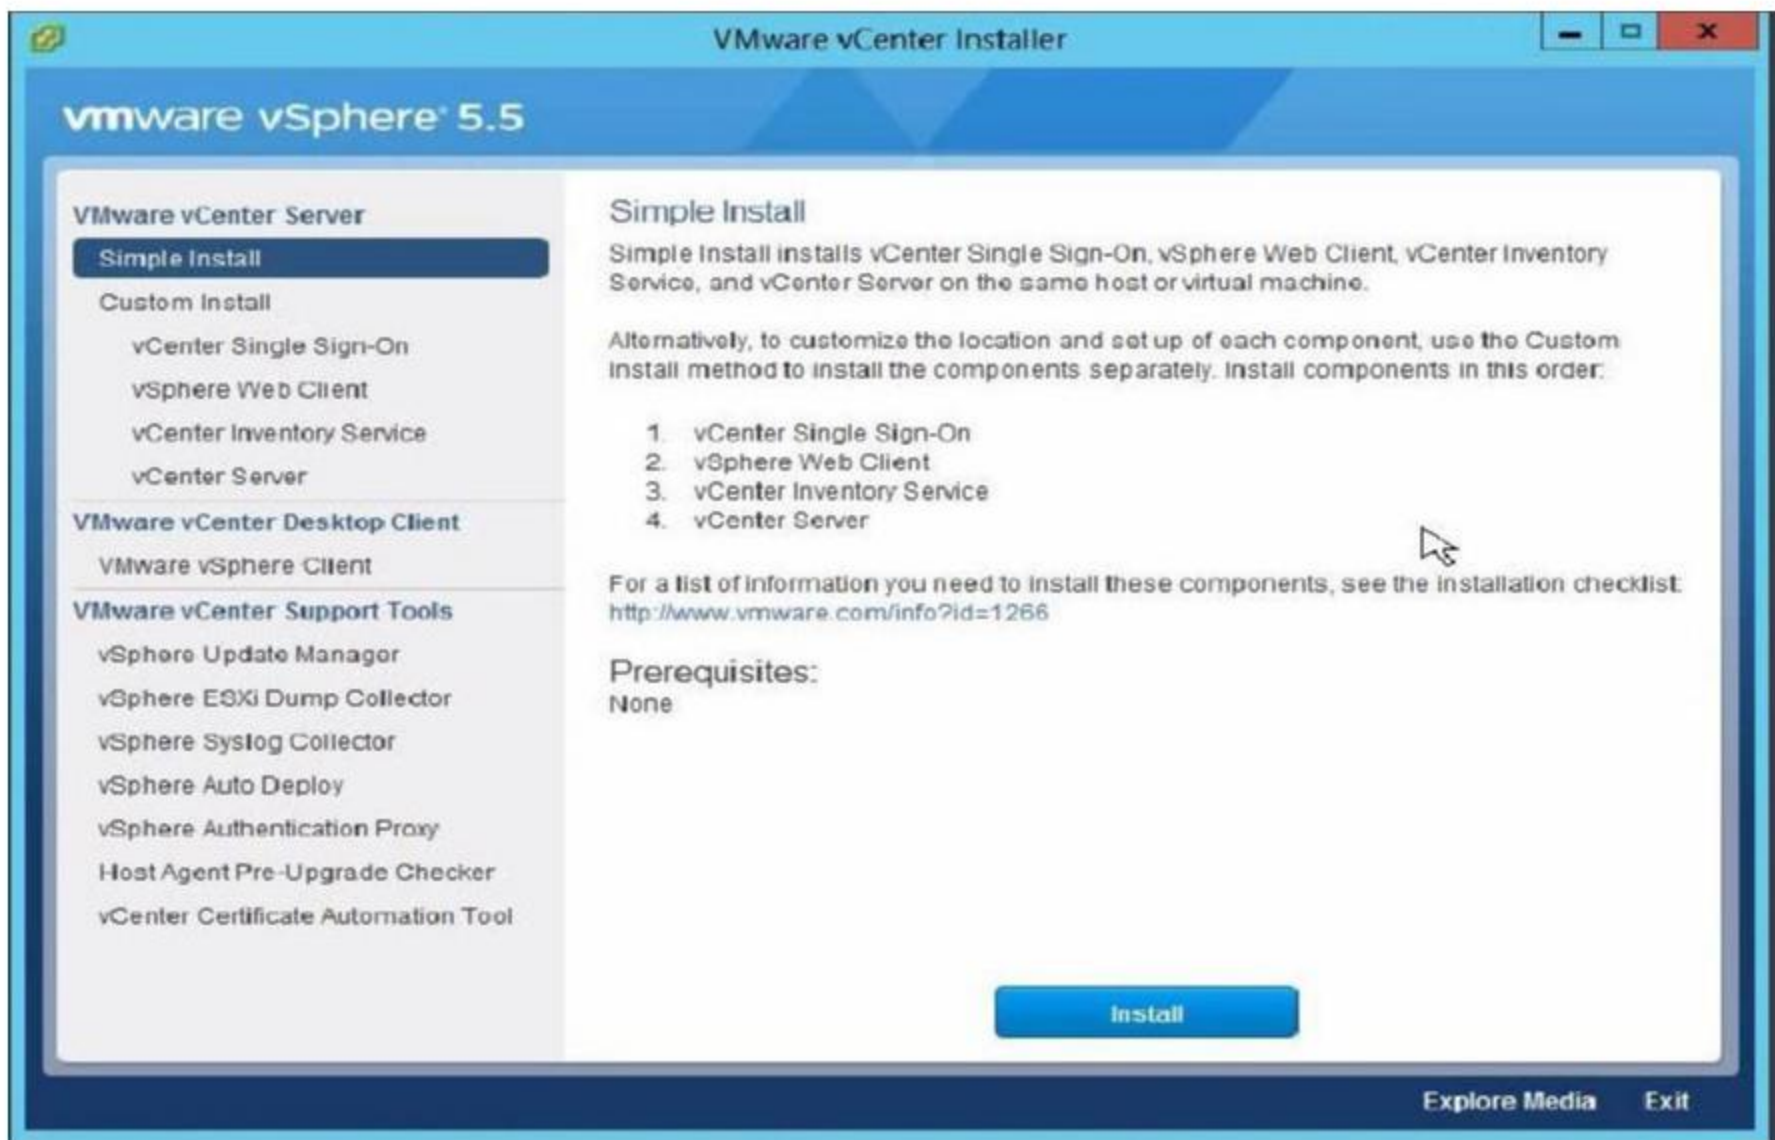 VMware vCenter Installer
vmware vSphere® 5.5
VMware vCenter Server
Simple Install
Custom Install
vCenter Single Sign-On
vSphere Web Client
vCenter Inventory Service
vCenter Server
VMware vCenter Desktop Client
VMware vSphere Client
VMware vCenter Support Tools
vSphere Update Manager
vSphere ESXi Dump Collector
vSphere Syslog Collector
vSphere Auto Deploy
vSphere Authentication Proxy
Host Agent Pre-Upgrade Checker
vCenter Certificate Automation Tool
Simple Install
Simple Install installs vCenter Single Sign-On, vSphere Web Client, vCenter Inventory
Service, and vCenter Server on the same host or virtual machine.
Alternatively, to customize the location and set up of each component, use the Custom
Install method to install the components separately. Install components in this order:
1. vCenter Single Sign-On
2. vSphere Web Client
3. vCenter Inventory Service
4. vCenter Server
For a list of information you need to install these components, see the installation checklist:
http://www.vmware.com/info?id=1266
Prerequisites:
None
Install
Explore Media Exit